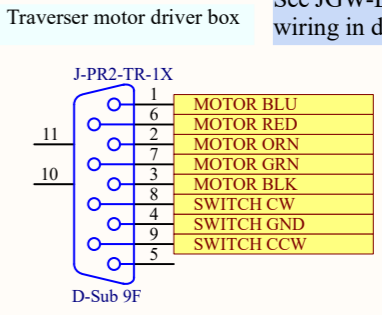 Traverser motor driver box
wiring in d
J-PR2-TR-1X
1 MOTOR BLU
6 MOTOR RED
11
2 MOTOR ORN
7 MOTOR GRN
10
3 MOTOR BLK
8 SWITCH CW
4 SWITCH GND
9 SWITCH CCW
5
D-Sub 9F